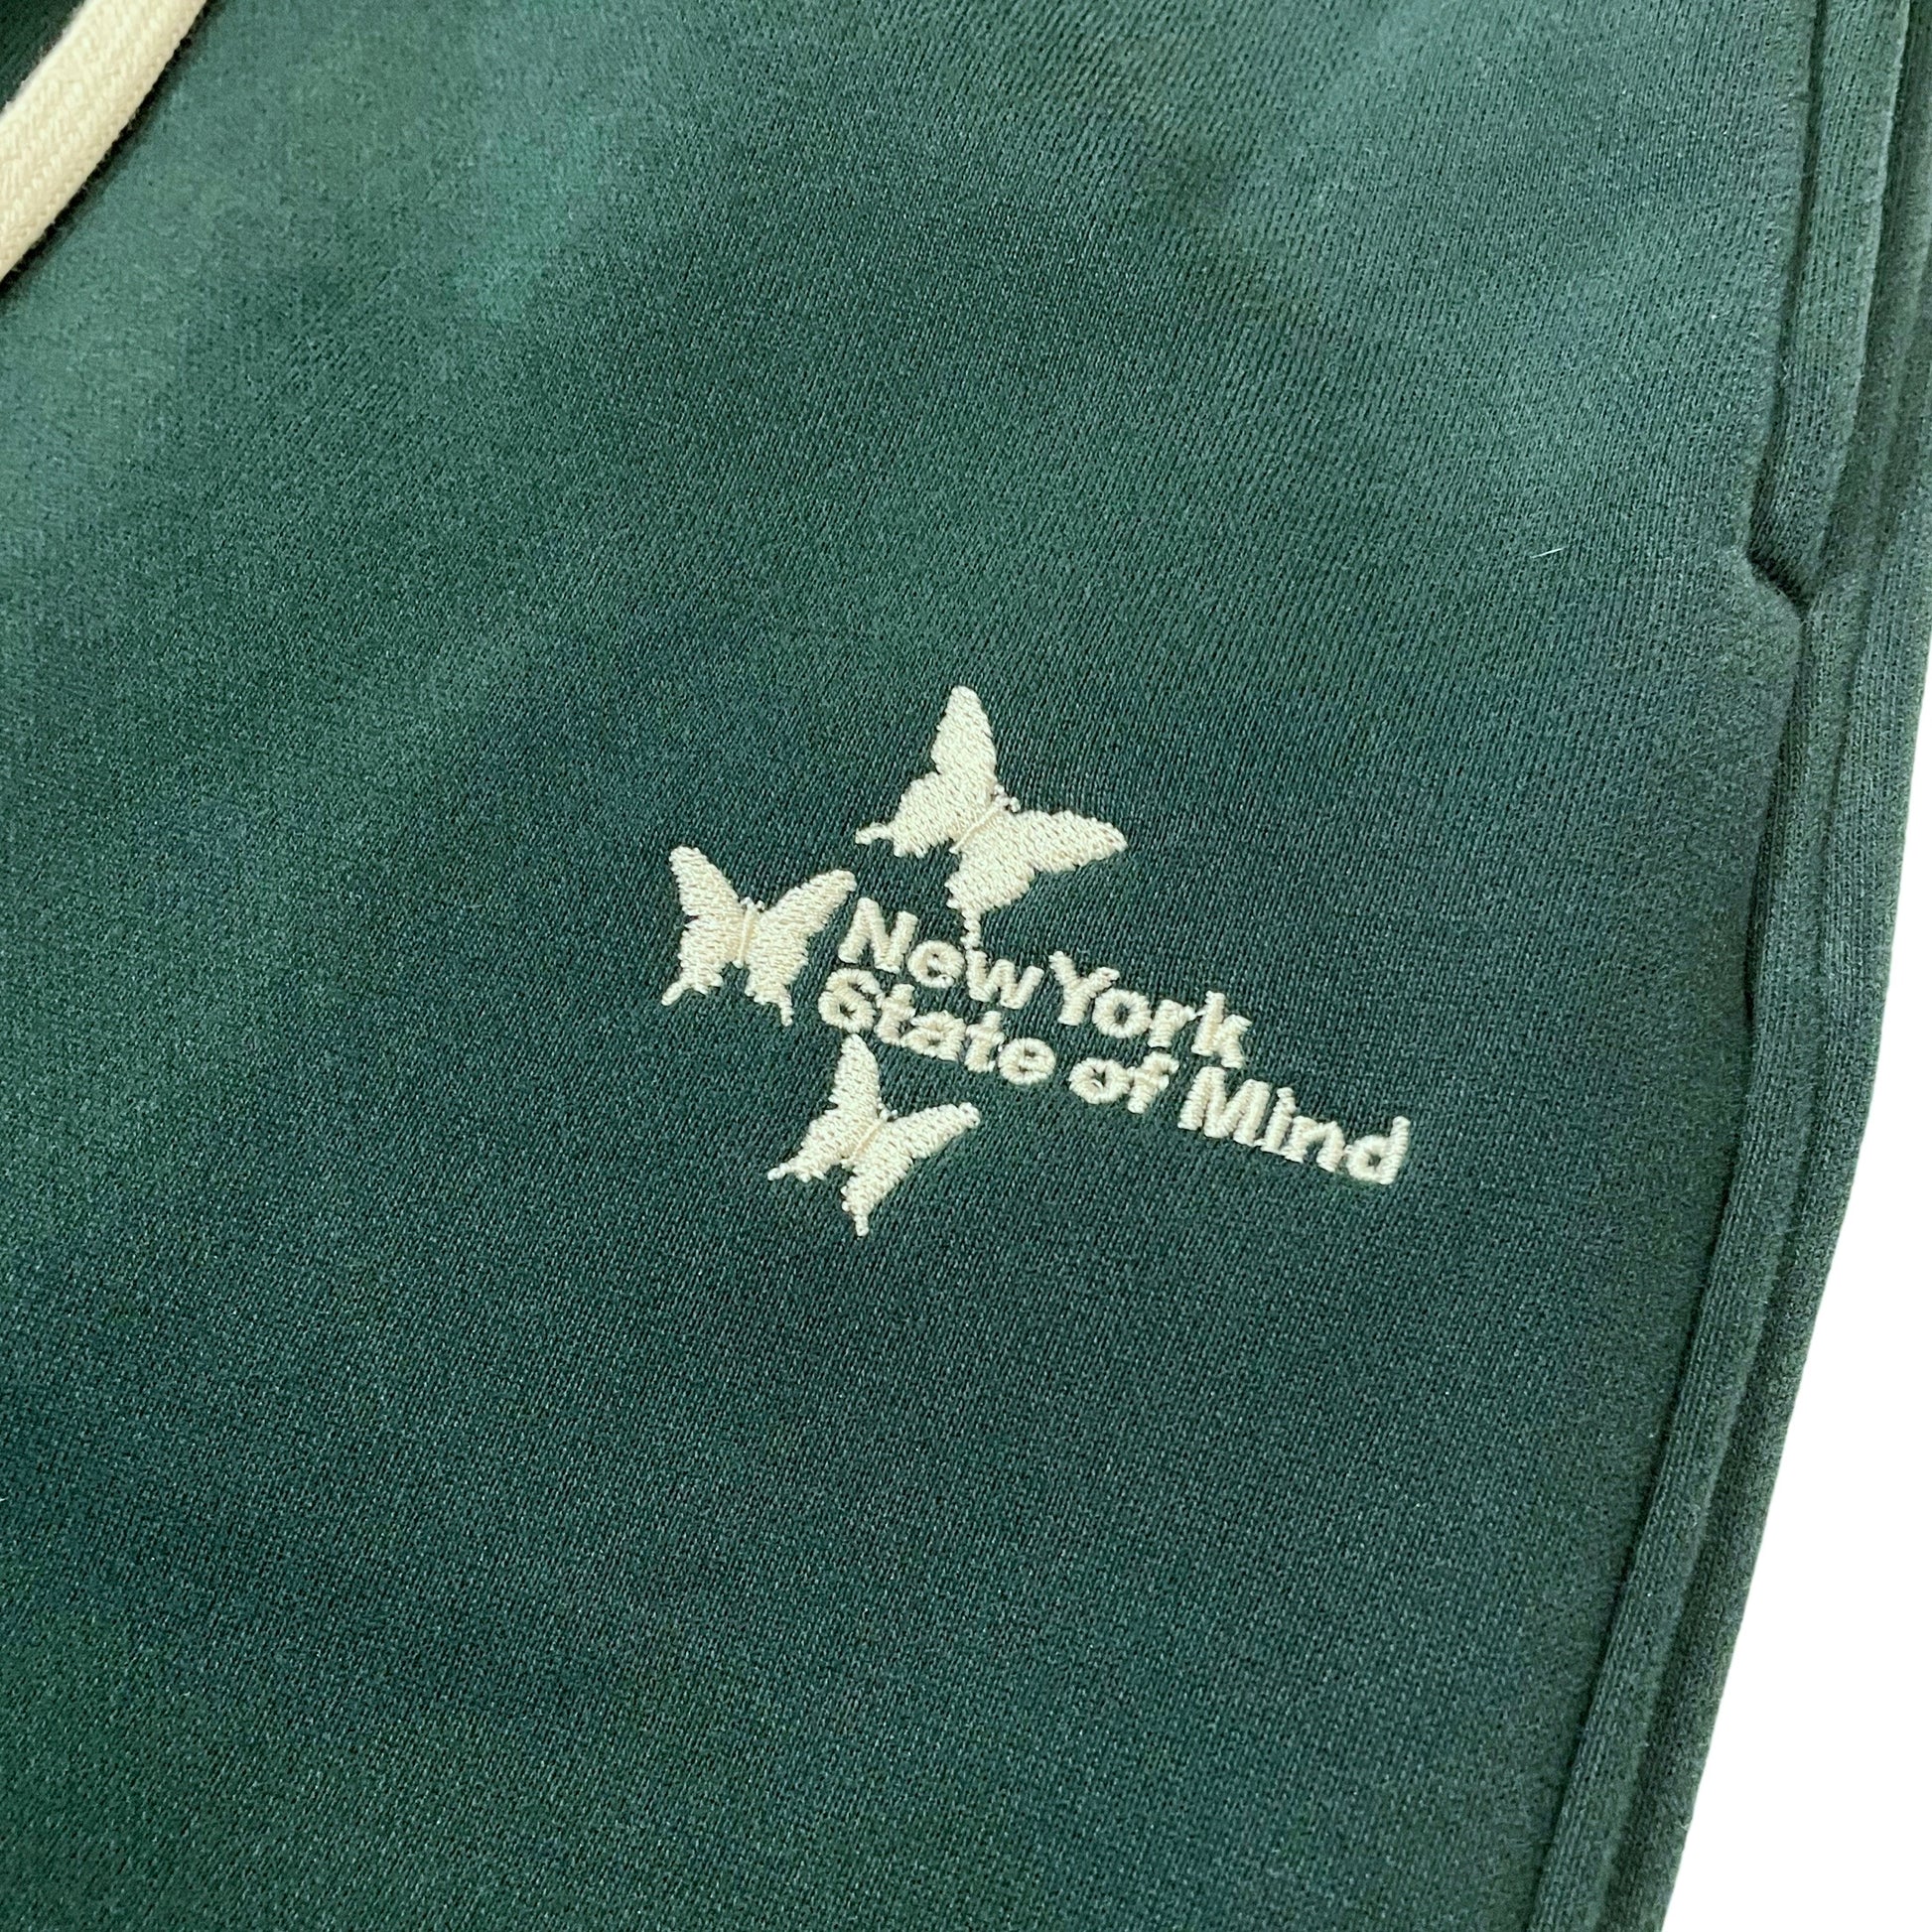 New York
State of Mind